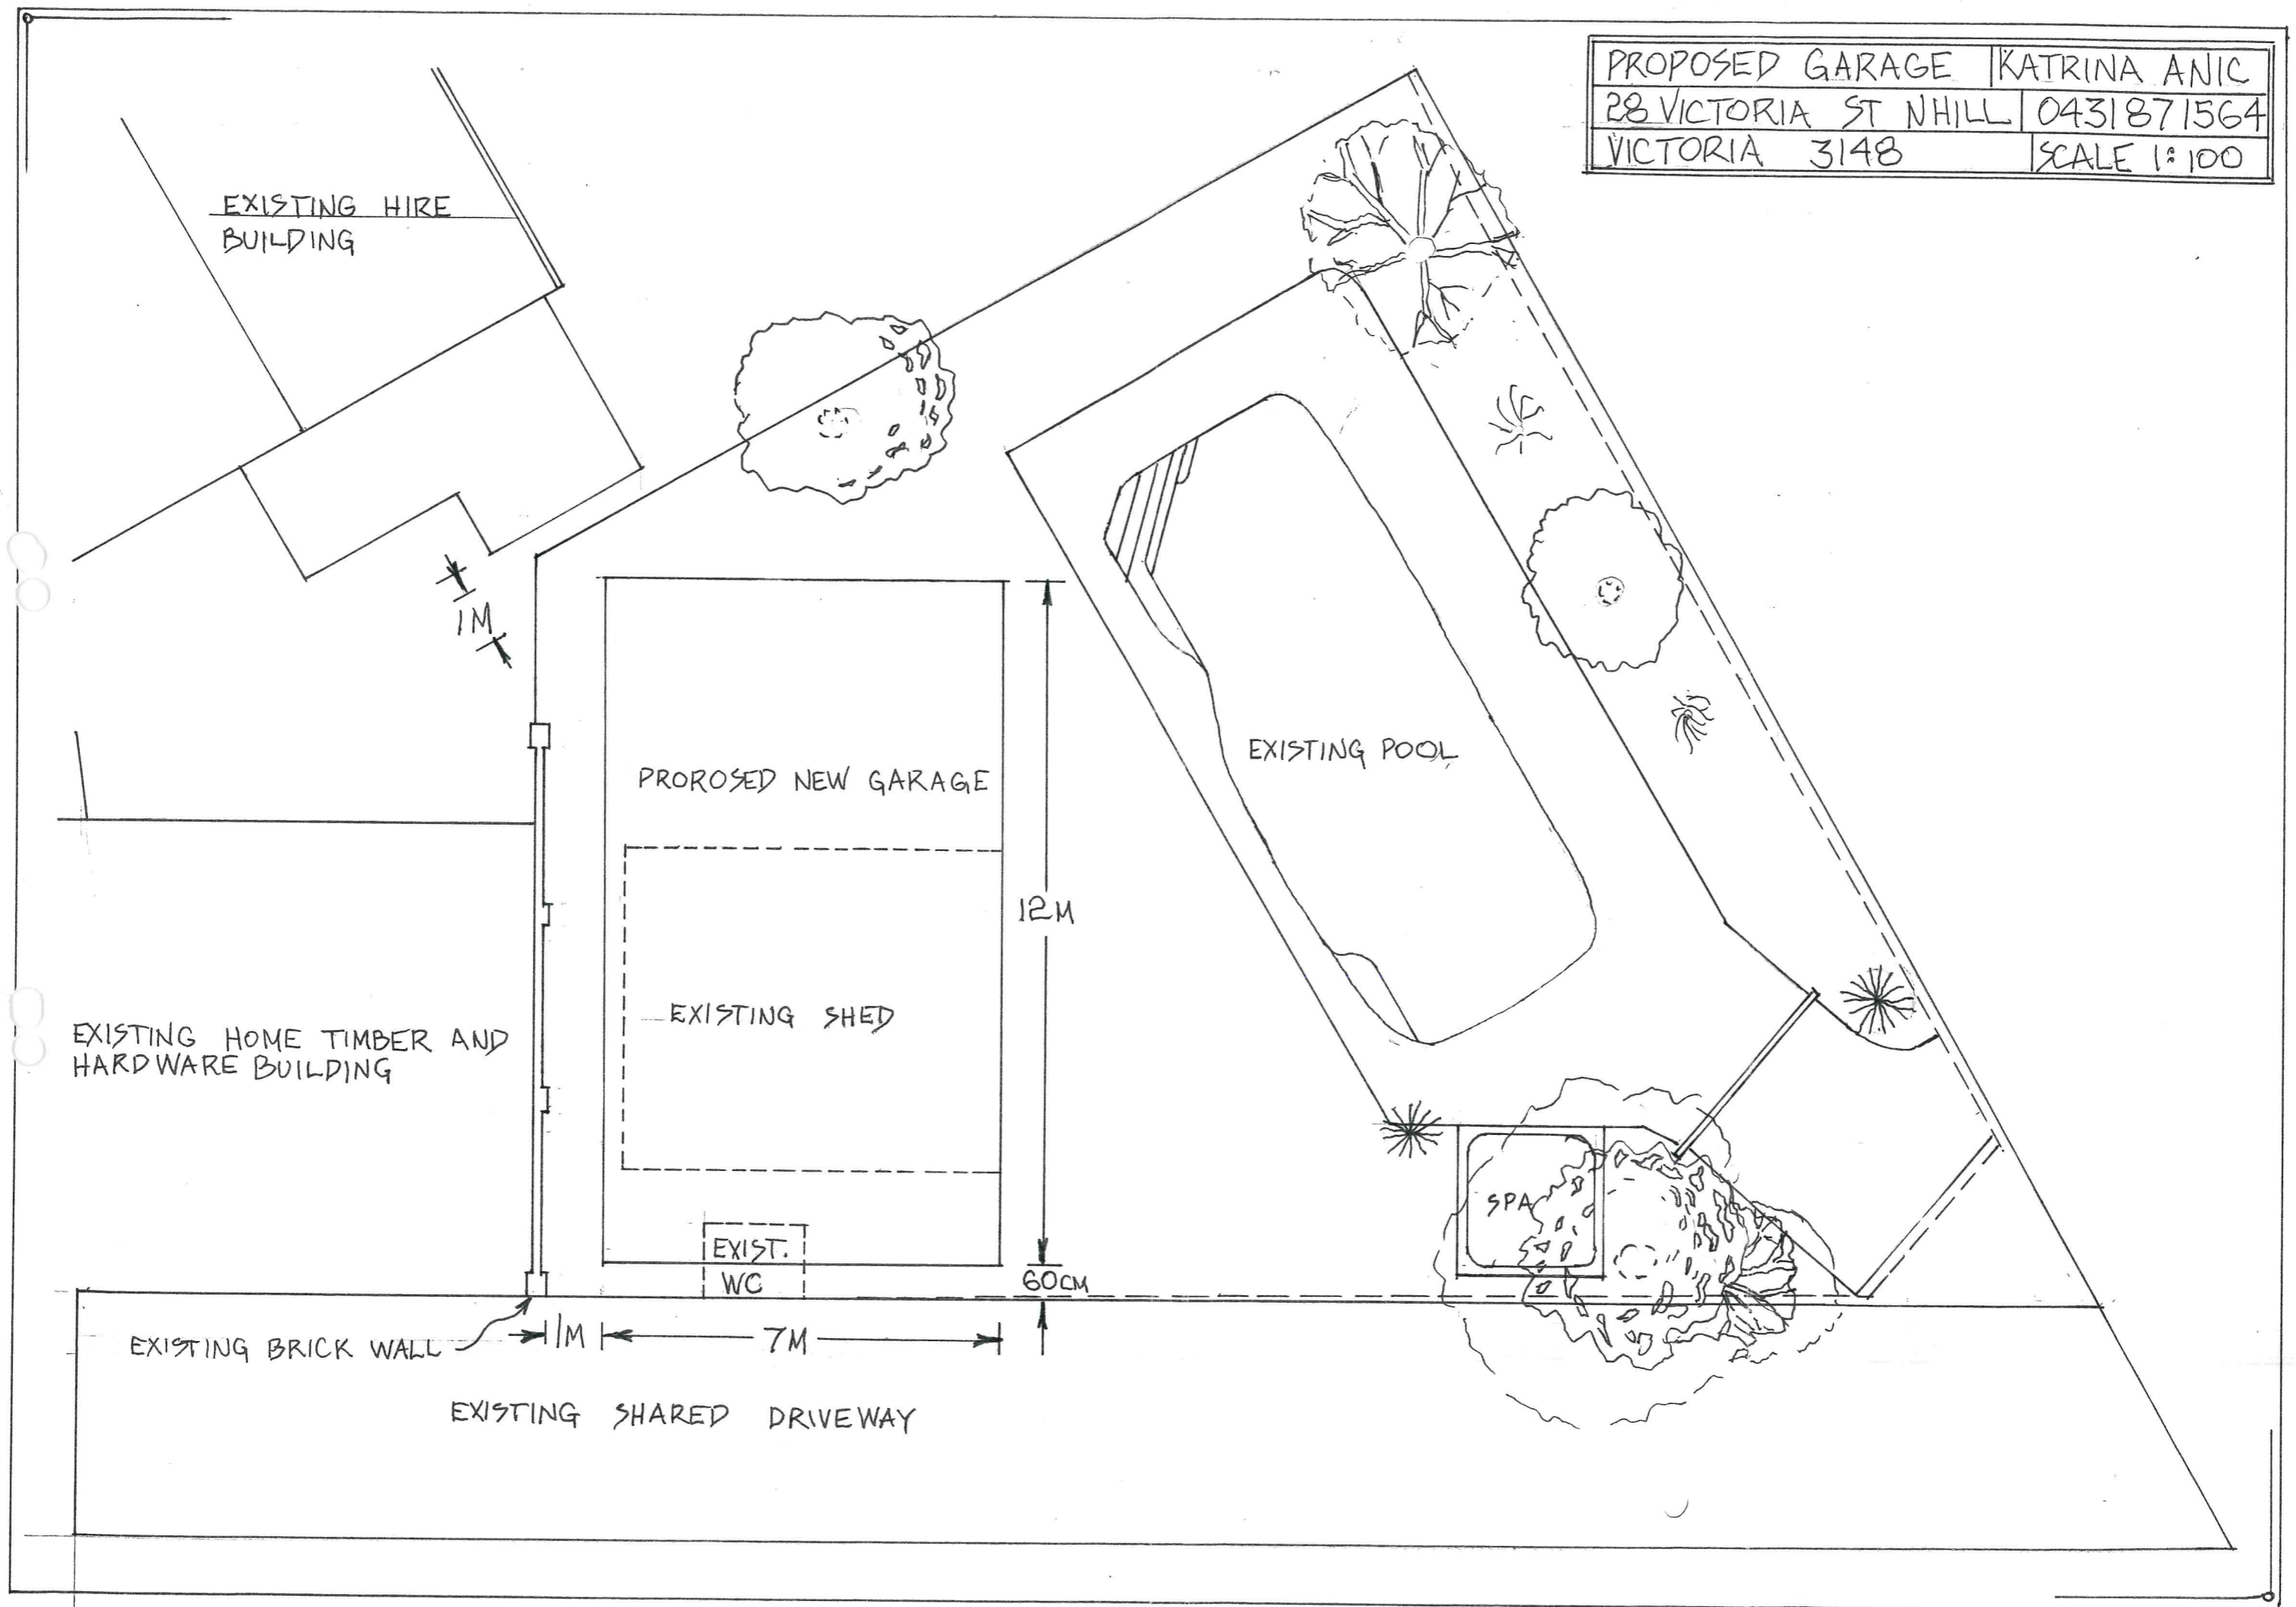 PROPOSED GARAGE KATRINA ANIC
28 VICTORIA ST NHILL 0431871564
VICTORIA 3148 SCALE 1:100
EXISTING HIRE
BUILDING
1M
PROROSED NEW GARAGE
EXISTING POOL
12M
EXISTING SHED
EXISTING HOME TIMBER AND
HARDWARE BUILDING
SPA
EXIST.
WC
60CM
EXISTING BRICK WALL
1M
7M
EXISTING SHARED DRIVEWAY